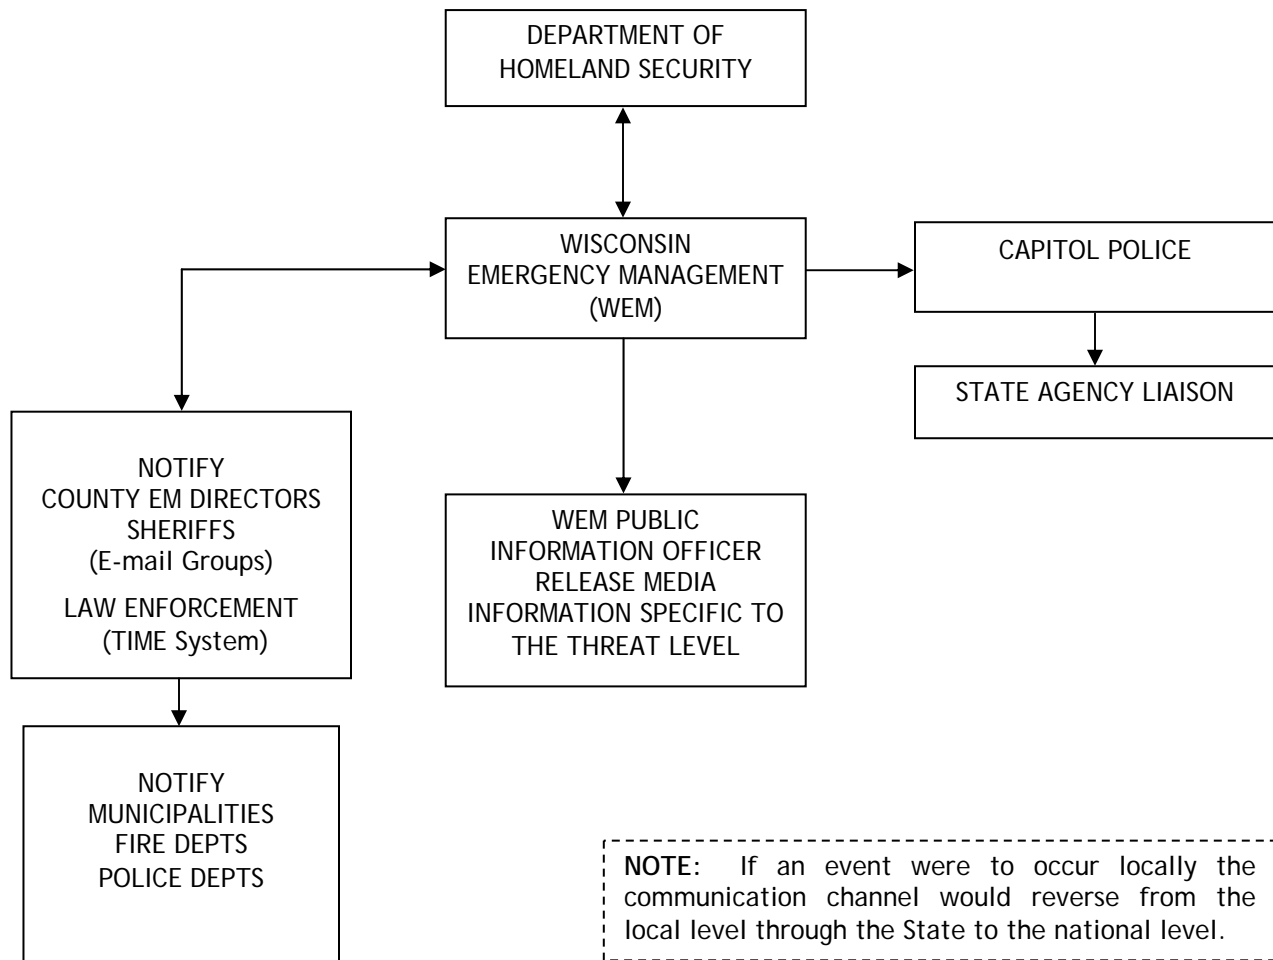 DEPARTMENT OF
HOMELAND SECURITY
WISCONSIN
EMERGENCY MANAGEMENT
(WEM)
CAPITOL POLICE
STATE AGENCY LIAISON
NOTIFY
COUNTY EM DIRECTORS
SHERIFFS
(E-mail Groups)
LAW ENFORCEMENT
(TIME System)
WEM PUBLIC
INFORMATION OFFICER
RELEASE MEDIA
INFORMATION SPECIFIC TO
THE THREAT LEVEL
NOTIFY
MUNICIPALITIES
FIRE DEPTS
POLICE DEPTS
NOTE: If an event were to occur locally the
communication channel would reverse from the
local level through the State to the national level.